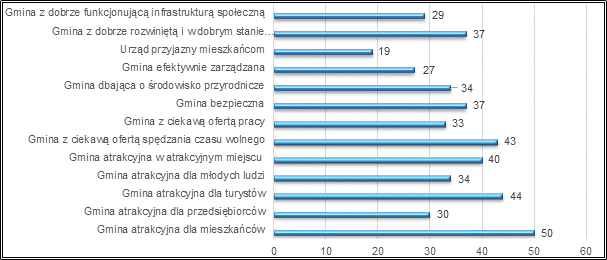 Gmina z dobrze funkcjonującą infrastrukturą społeczną 29
Gmina z dobrze rozwiniętą i w dobrym stanie... 37
Urząd przyjazny mieszkańcom 19
Gmina efektywnie zarządzana 27
Gmina dbająca o środowisko przyrodnicze 34
Gmina bezpieczna 37
Gmina z ciekawą ofertą pracy 33
Gmina z ciekawą ofertą spędzania czasu wolnego 43
Gmina atrakcyjna w atrakcyjnym miejscu 40
Gmina atrakcyjna dla młodych ludzi 34
Gmina atrakcyjna dla turystów 44
Gmina atrakcyjna dla przedsiębiorców 30
Gmina atrakcyjna dla mieszkańców 50
0 10 20 30 40 50 60